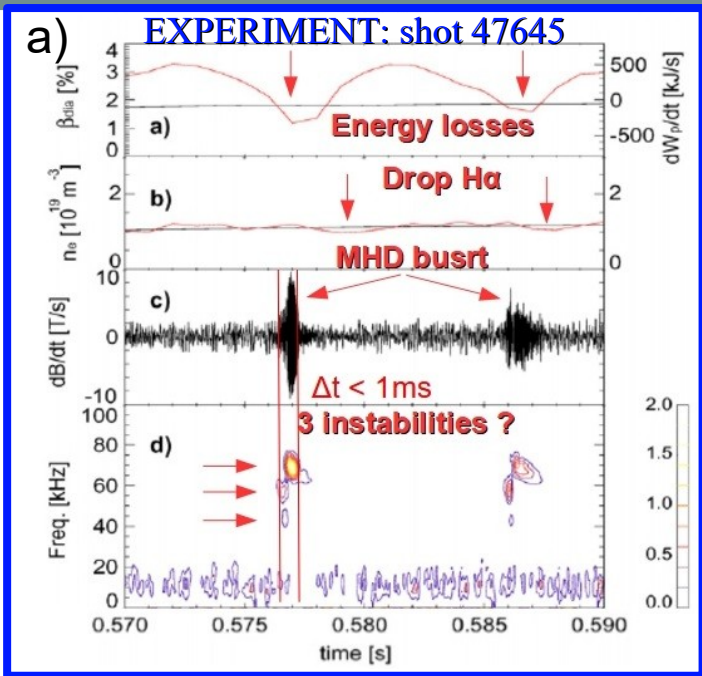 a)
EXPERIMENT: shot 47645
4
3
2
1
0
βdia [%]
a)
Energy losses
500
0
-500
dWp/dt [kJ/s]
2
0
ne [10^19 m^-3]
b)
Drop Hα
2
0
MHD busrt
10
0
-10
dB/dt [T/s]
c)
Δt < 1ms
3 instabilities ?
100
80
60
40
20
0
Freq. [kHz]
d)
2.0
1.5
1.0
0.5
0.0
0.570 0.575 0.580 0.585 0.590
time [s]